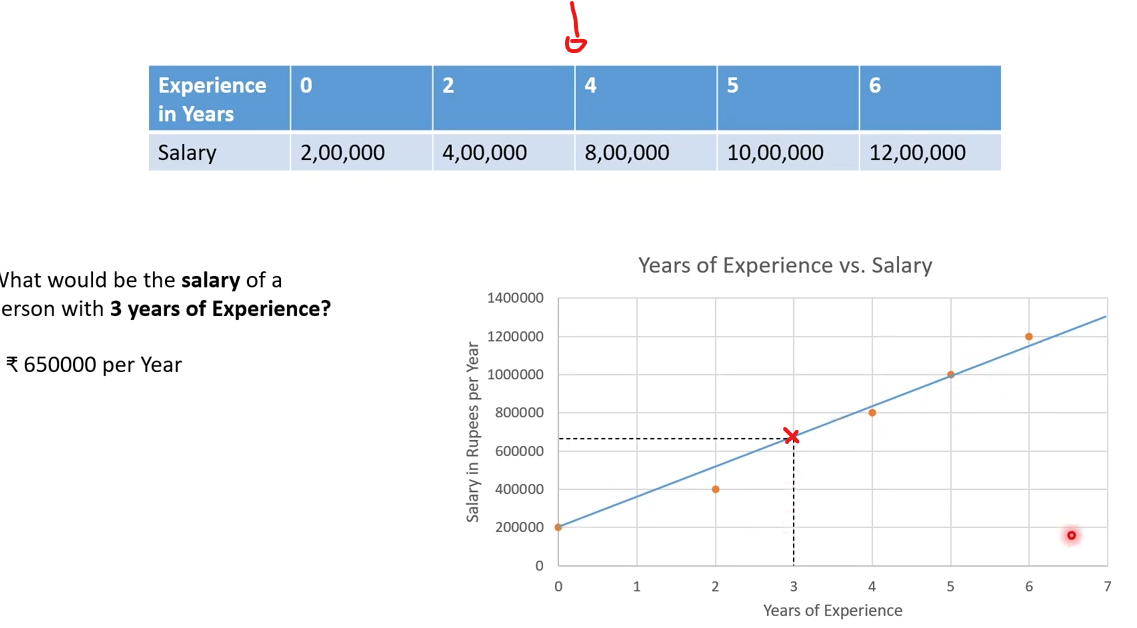 Experience in Years 0 2 4 5 6
Salary 2,00,000 4,00,000 8,00,000 10,00,000 12,00,000
Vhat would be the salary of a
erson with 3 years of Experience?
₹ 650000 per Year
Years of Experience vs. Salary
Salary in Rupees per Year
1400000
1200000
1000000
800000
600000
400000
200000
0
0 1 2 3 4 5 6 7
Years of Experience